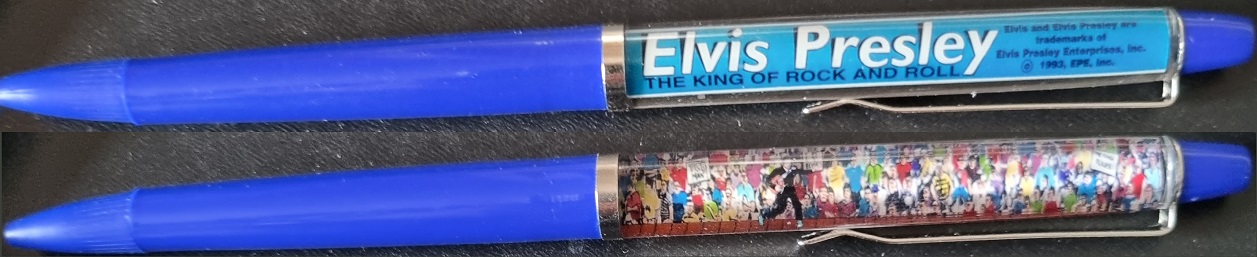 Elvis Presley
THE KING OF ROCK AND ROLL
Elvis and Elvis Presley are
trademarks of
Elvis Presley Enterprises, Inc.
© 1993, EPE, Inc.